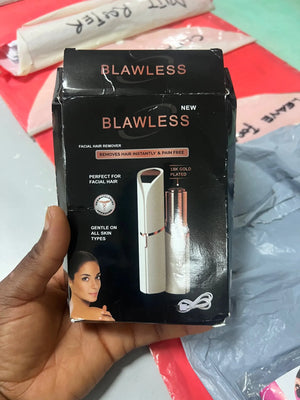 BLAWLESS
NEW
BLAWLESS
FACIAL HAIR REMOVER
REMOVES HAIR INSTANTLY & PAIN FREE
PERFECT FOR
FACIAL HAIR
18K GOLD
PLATED
GENTLE ON
ALL SKIN
TYPES